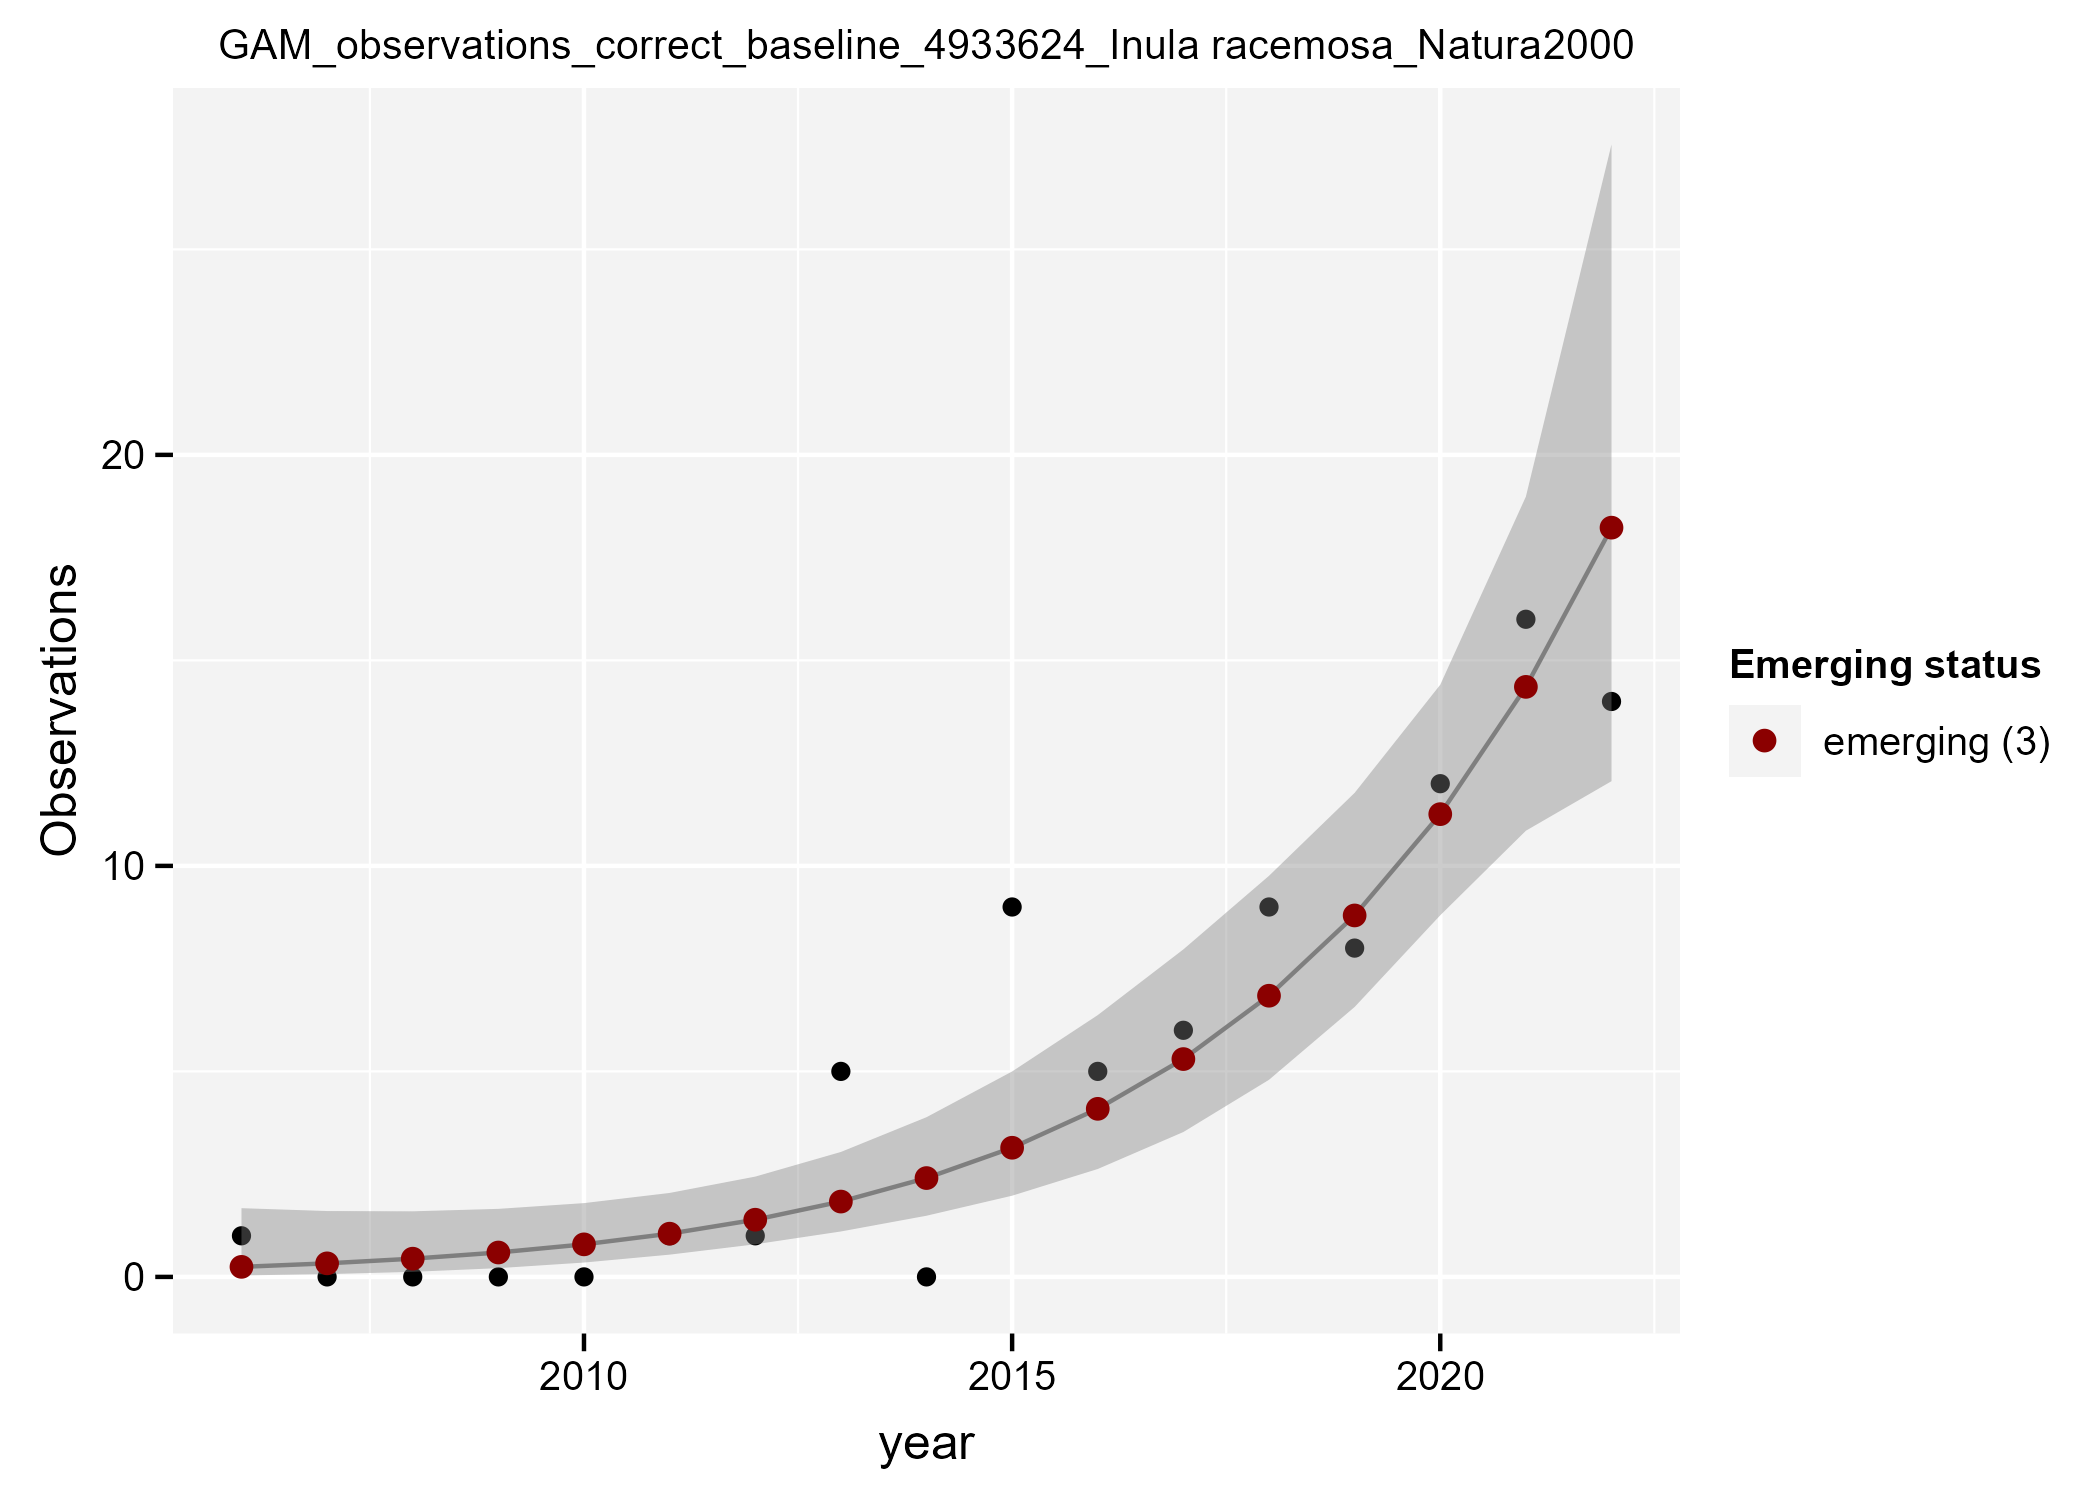 GAM_observations_correct_baseline_4933624_Inula racemosa_Natura2000
Observations
20
10
0
2010
2015
2020
year
Emerging status
emerging (3)